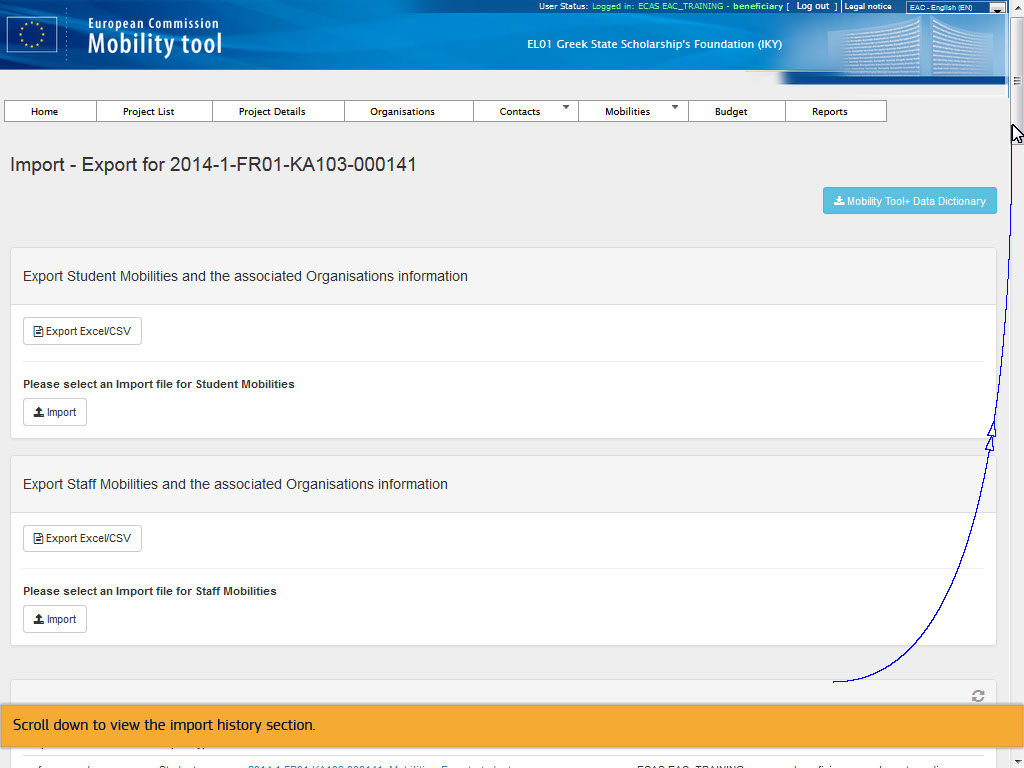 User Status: Logged in: ECAS EAC_TRAINING - beneficiary [ Log out ] Legal notice EAC - English (EN)
European Commission
Mobility tool
EL01 Greek State Scholarship's Foundation (IKY)
Home Project List Project Details Organisations Contacts Mobilities Budget Reports
Import - Export for 2014-1-FR01-KA103-000141
Mobility Tool+ Data Dictionary
Export Student Mobilities and the associated Organisations information
Export Excel/CSV
Please select an Import file for Student Mobilities
Import
Export Staff Mobilities and the associated Organisations information
Export Excel/CSV
Please select an Import file for Staff Mobilities
Import
Scroll down to view the import history section.
ECAS EAC_TRAINING